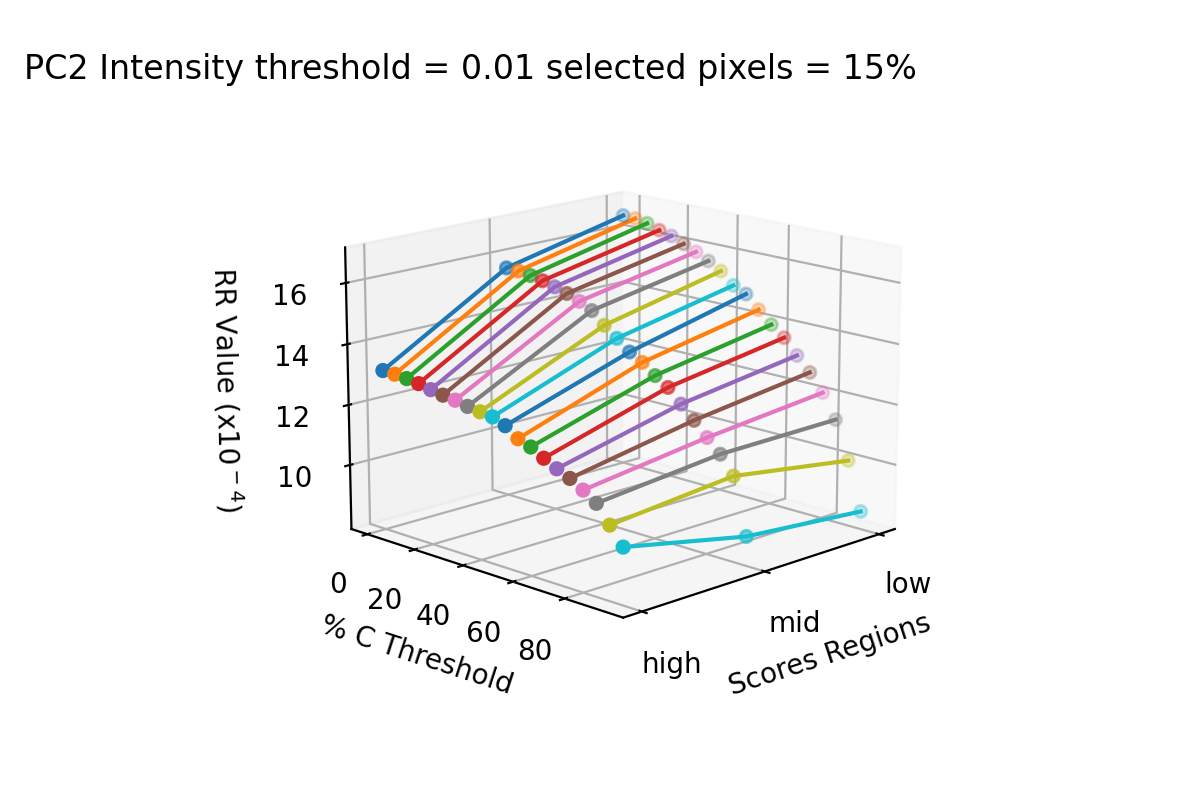 PC2 Intensity threshold = 0.01 selected pixels = 15%
RR Value (x10⁻⁴)
16
14
12
10
0
20
40
60
80
% C Threshold
high
mid
low
Scores Regions